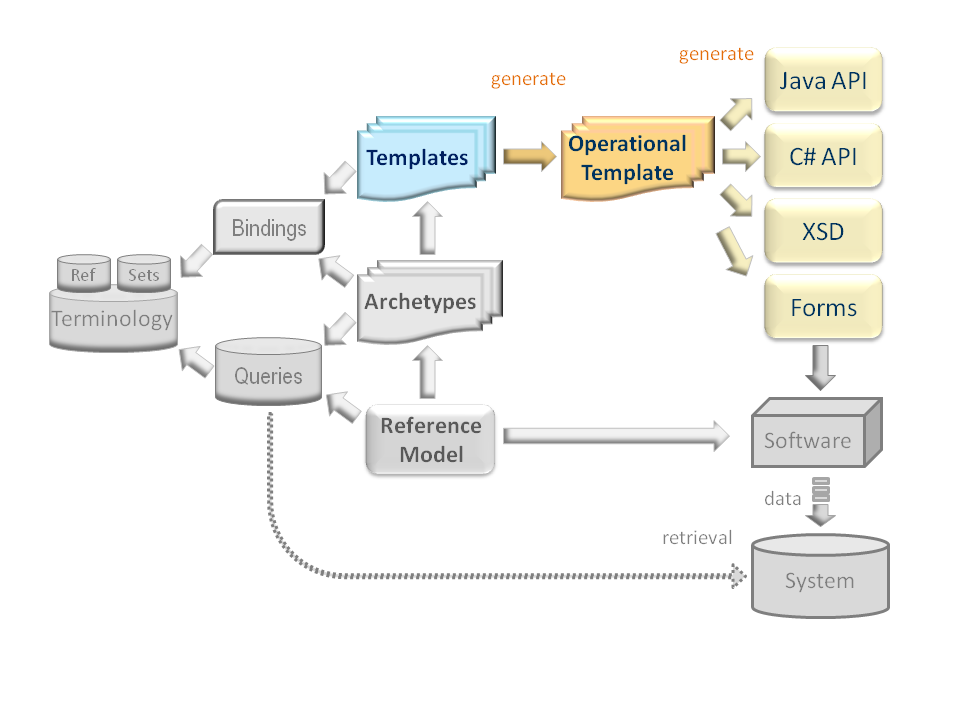 generate
generate
Java API
Templates
Operational
Template
C# API
Bindings
XSD
Ref
Sets
Terminology
Archetypes
Forms
Queries
Reference
Model
Software
data
retrieval
System